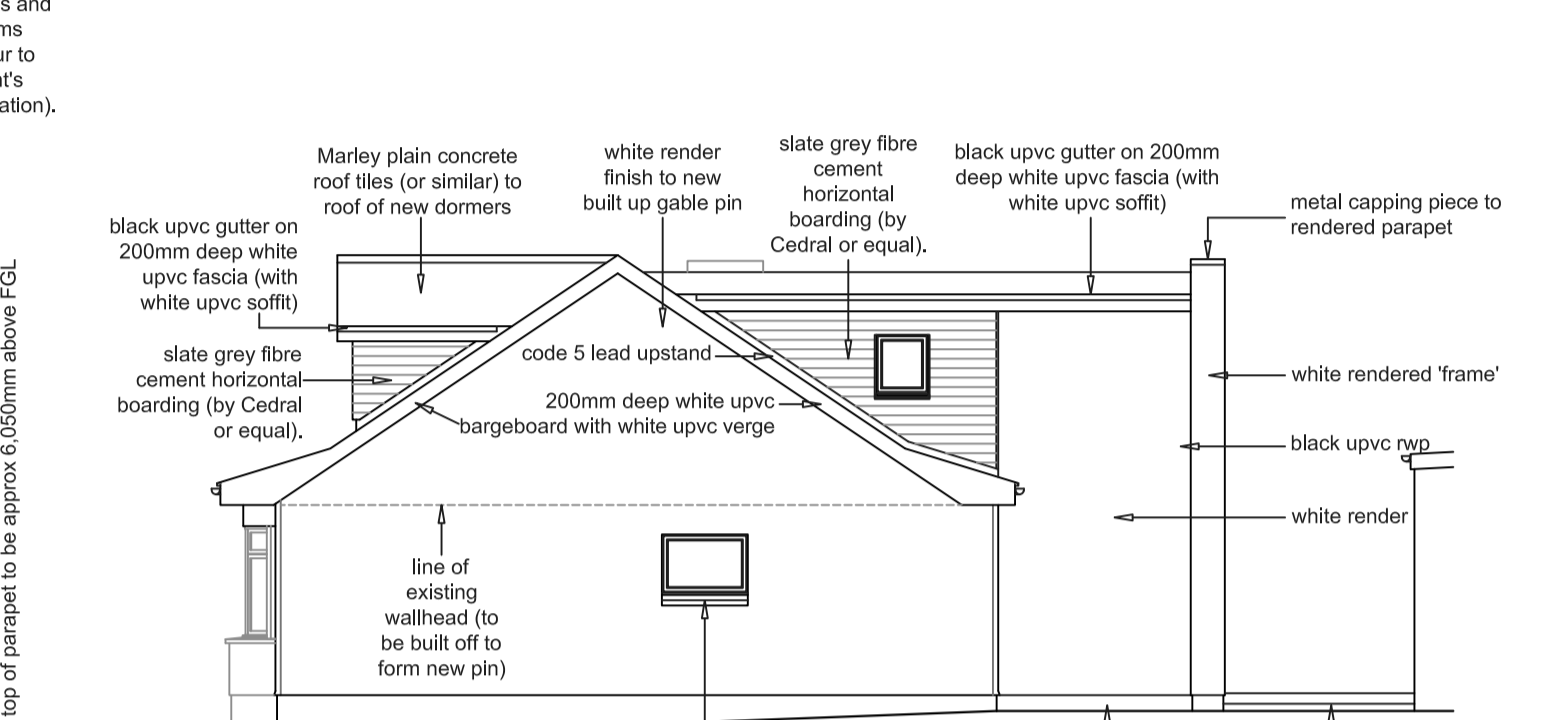 s and
ms
ur to
nt's
ation).
Marley plain concrete
roof tiles (or similar) to
roof of new dormers
white render
finish to new
built up gable pin
slate grey fibre
cement
horizontal
boarding (by
Cedral or equal).
black upvc gutter on 200mm
deep white upvc fascia (with
white upvc soffit)
metal capping piece to
rendered parapet
black upvc gutter on
200mm deep white
upvc fascia (with
white upvc soffit)
slate grey fibre
cement horizontal
boarding (by Cedral
or equal).
code 5 lead upstand
200mm deep white upvc
bargeboard with white upvc verge
white rendered 'frame'
black upvc rwp
white render
line of
existing
wallhead (to
be built off to
form new pin)
top of parapet to be approx 6,050mm above FGL